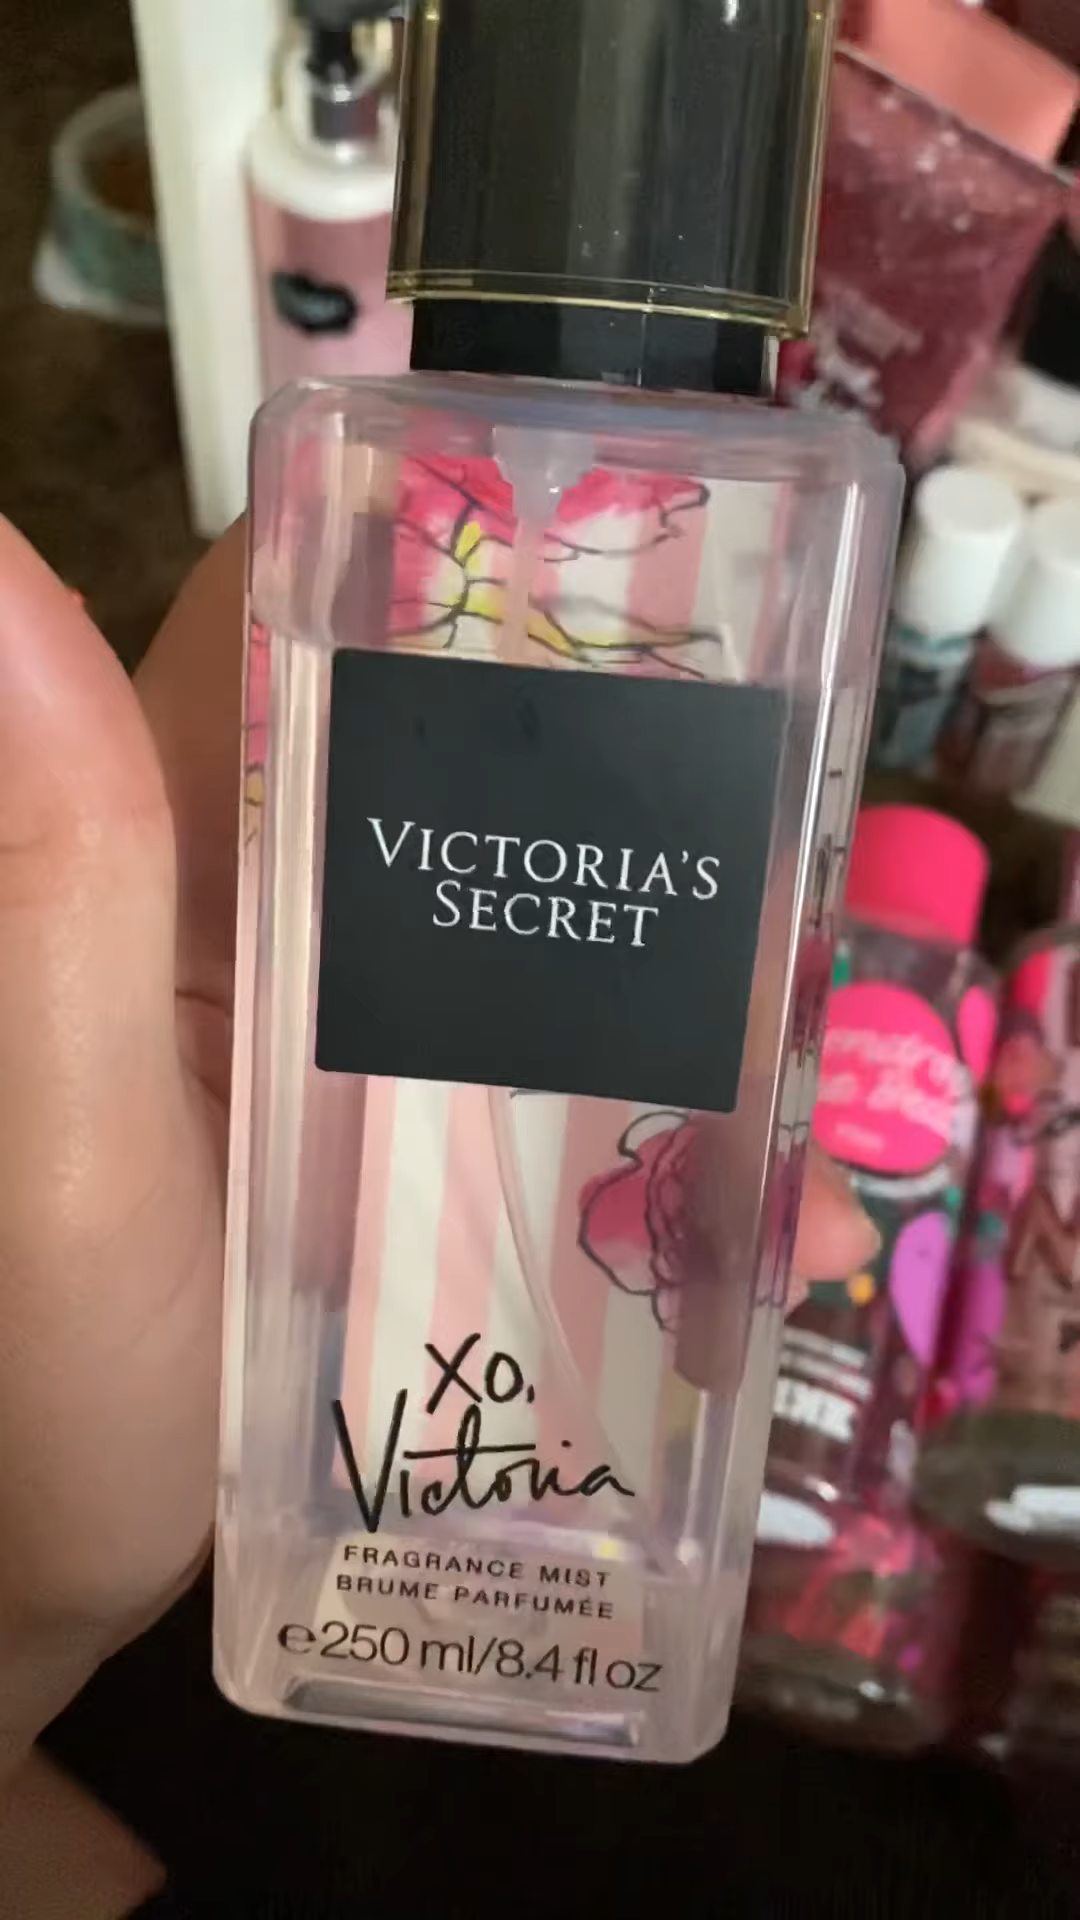 VICTORIA'S
SECRET
XO,
Victoria
FRAGRANCE MIST
BRUME PARFUMÉE
℮250 ml/8.4 fl oz